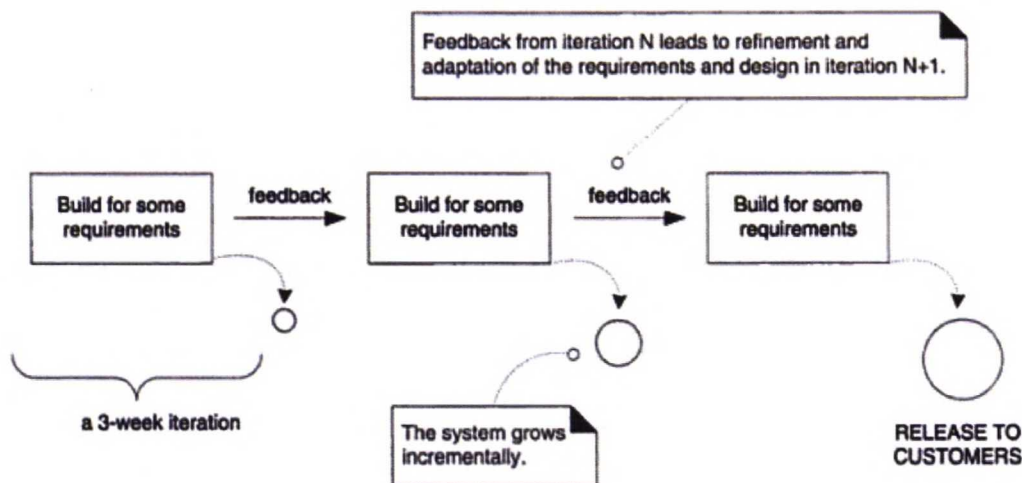 Feedback from iteration N leads to refinement and
adaptation of the requirements and design in iteration N+1.
Build for some
requirements
feedback
Build for some
requirements
feedback
Build for some
requirements
a 3-week iteration
The system grows
incrementally.
RELEASE TO
CUSTOMERS